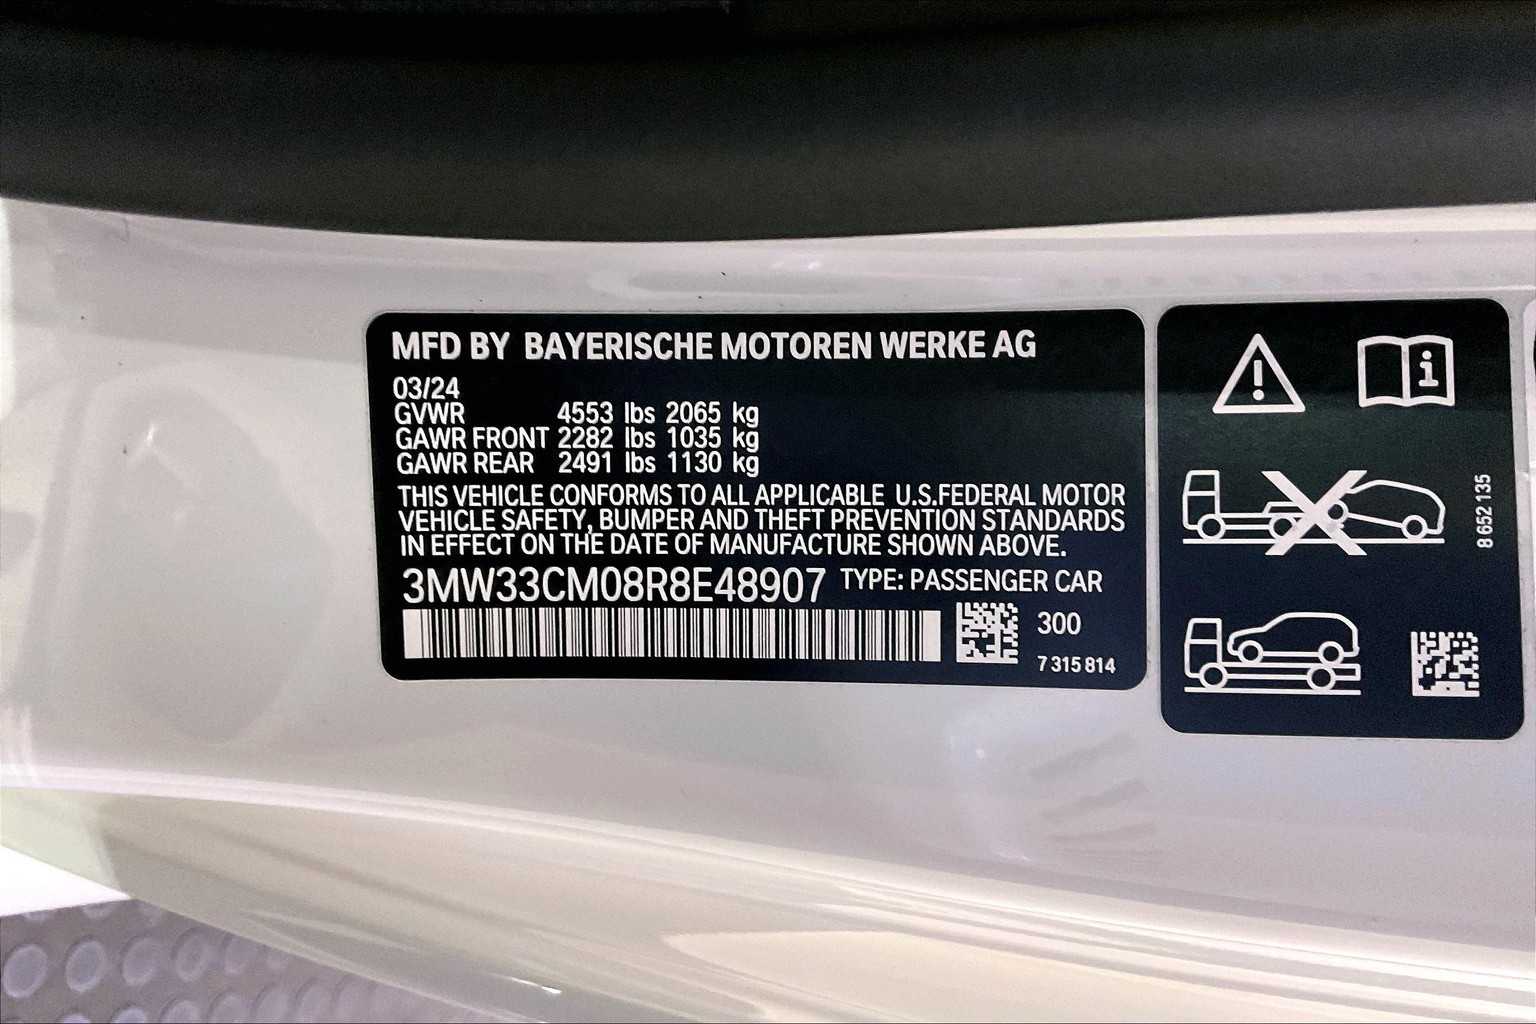 MFD BY BAYERISCHE MOTOREN WERKE AG
03/24
GVWR 4553 lbs 2065 kg
GAWR FRONT 2282 lbs 1035 kg
GAWR REAR 2491 lbs 1130 kg
THIS VEHICLE CONFORMS TO ALL APPLICABLE U.S.FEDERAL MOTOR
VEHICLE SAFETY, BUMPER AND THEFT PREVENTION STANDARDS
IN EFFECT ON THE DATE OF MANUFACTURE SHOWN ABOVE.
3MW33CM08R8E48907 TYPE: PASSENGER CAR
300
7 315 814
8 652 135